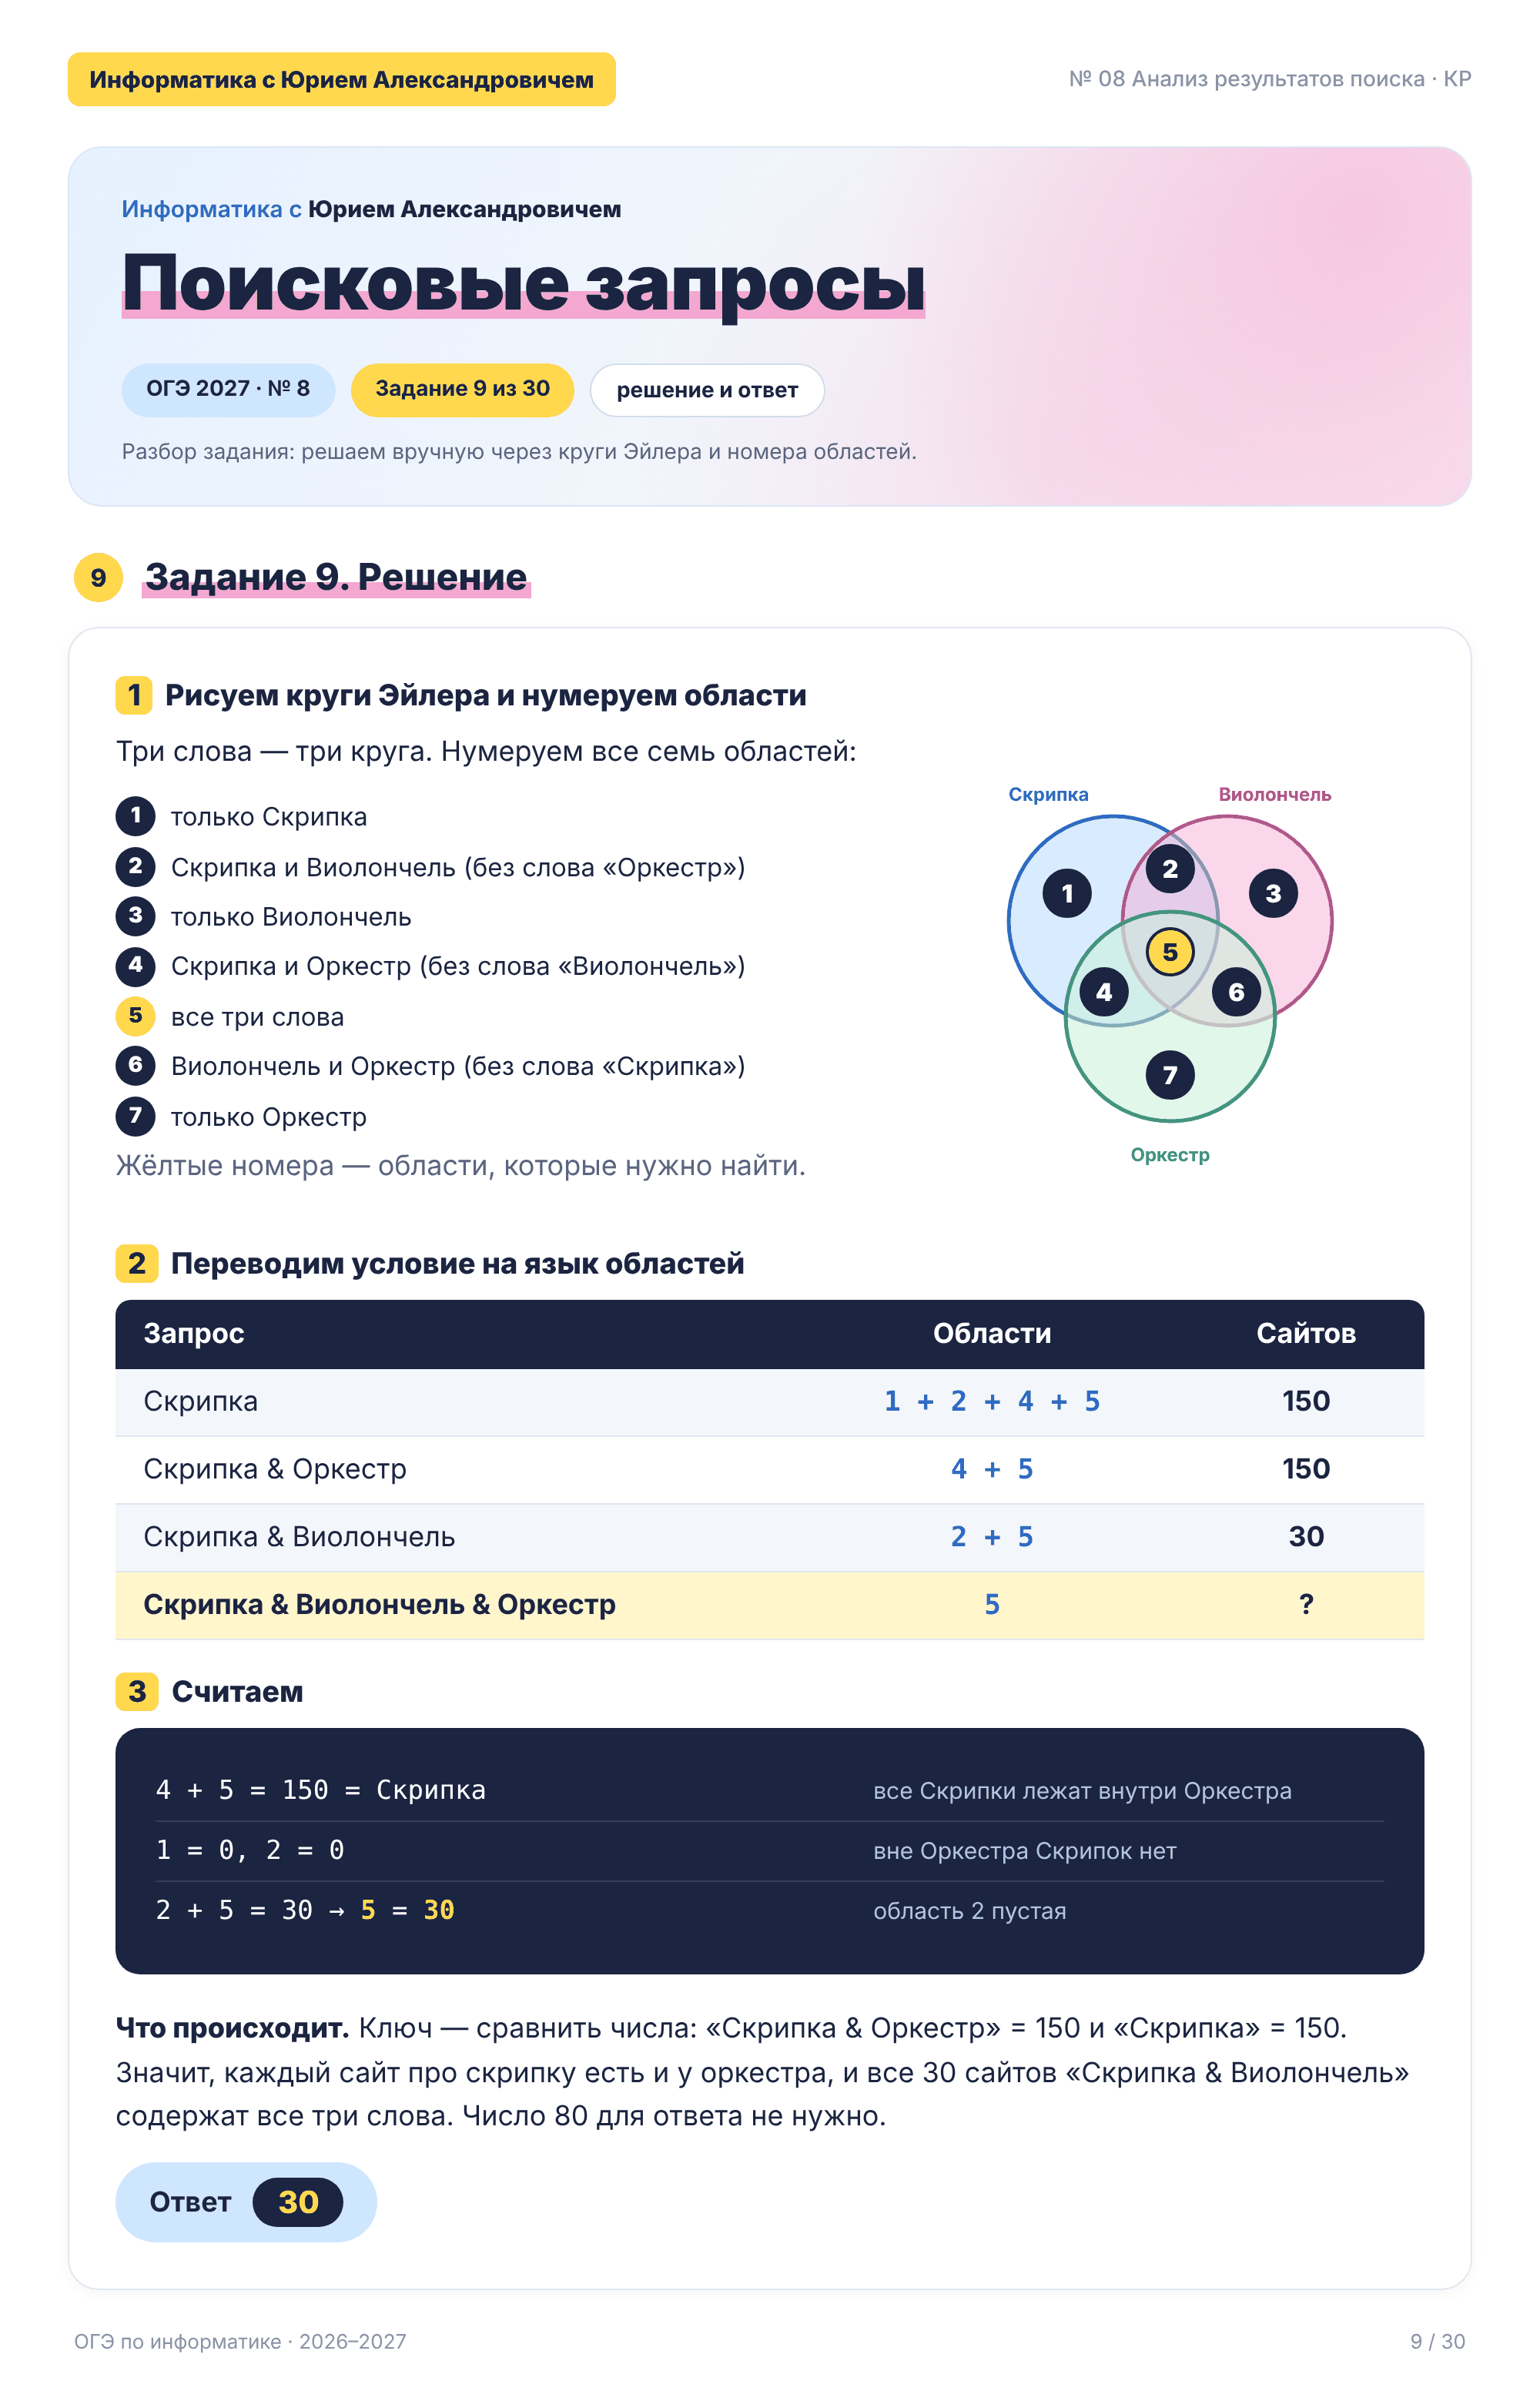 Информатика с Юрием Александровичем
№ 08 Анализ результатов поиска · КР
Информатика с Юрием Александровичем
Поисковые запросы
ОГЭ 2027 · № 8
Задание 9 из 30
решение и ответ
Разбор задания: решаем вручную через круги Эйлера и номера областей.
9 Задание 9. Решение
1 Рисуем круги Эйлера и нумеруем области
Три слова — три круга. Нумеруем все семь областей:
1 только Скрипка
2 Скрипка и Виолончель (без слова «Оркестр»)
3 только Виолончель
4 Скрипка и Оркестр (без слова «Виолончель»)
5 все три слова
6 Виолончель и Оркестр (без слова «Скрипка»)
7 только Оркестр
Жёлтые номера — области, которые нужно найти.
Скрипка Виолончель
2
1 3
5
4 6
7
Оркестр
2 Переводим условие на язык областей
Запрос Области Сайтов
Скрипка 1 + 2 + 4 + 5 150
Скрипка & Оркестр 4 + 5 150
Скрипка & Виолончель 2 + 5 30
Скрипка & Виолончель & Оркестр 5 ?
3 Считаем
4 + 5 = 150 = Скрипка все Скрипки лежат внутри Оркестра
1 = 0, 2 = 0 вне Оркестра Скрипок нет
2 + 5 = 30 → 5 = 30 область 2 пустая
Что происходит. Ключ — сравнить числа: «Скрипка & Оркестр» = 150 и «Скрипка» = 150.
Значит, каждый сайт про скрипку есть и у оркестра, и все 30 сайтов «Скрипка & Виолончель»
содержат все три слова. Число 80 для ответа не нужно.
Ответ 30
ОГЭ по информатике · 2026–2027
9 / 30